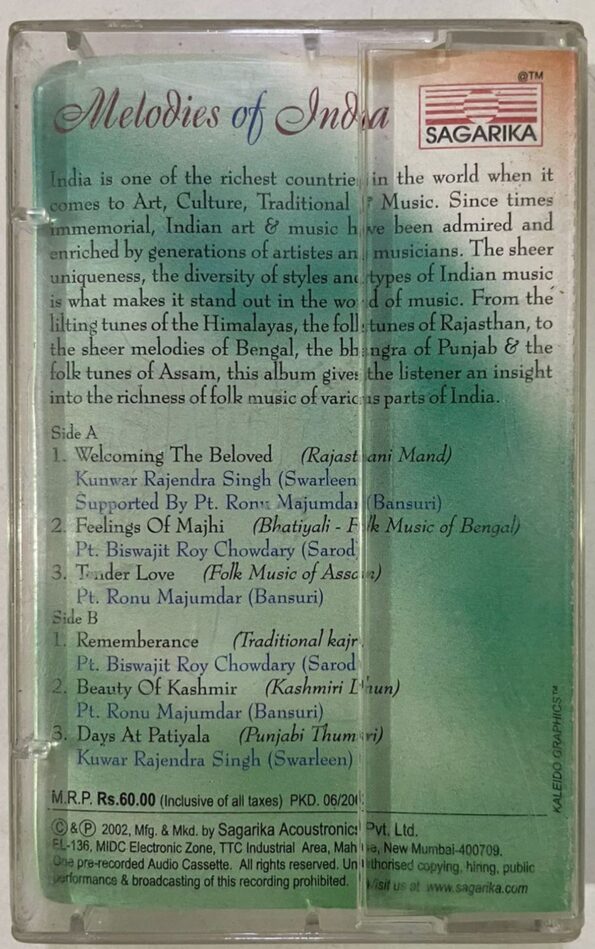 Melodies of India
@™
SAGARIKA
India is one of the richest countries in the world when it
comes to Art, Culture, Traditional Music. Since times
immemorial, Indian art & music have been admired and
enriched by generations of artistes and musicians. The sheer
uniqueness, the diversity of styles and types of Indian music
is what makes it stand out in the world of music. From the
lilting tunes of the Himalayas, the folk tunes of Rajasthan, to
the sheer melodies of Bengal, the bhangra of Punjab & the
folk tunes of Assam, this album gives the listener an insight
into the richness of folk music of various parts of India.
Side A
1. Welcoming The Beloved (Rajasthani Mand)
Kunwar Rajendra Singh (Swarleen)
Supported By Pt. Ronu Majumdar (Bansuri)
2. Feelings Of Majhi (Bhatiyali - Folk Music of Bengal)
Pt. Biswajit Roy Chowdary (Sarod)
3. Tender Love (Folk Music of Assam)
Pt. Ronu Majumdar (Bansuri)
Side B
1. Rememberance (Traditional kajr
Pt. Biswajit Roy Chowdary (Sarod
2. Beauty Of Kashmir (Kashmiri Dhun)
Pt. Ronu Majumdar (Bansuri)
3. Days At Patiyala (Punjabi Thumri)
Kuwar Rajendra Singh (Swarleen)
M.R.P. Rs.60.00 (Inclusive of all taxes) PKD. 06/200
©&℗ 2002, Mfg. & Mkd. by Sagarika Acoustronics Pvt. Ltd.
EL-136, MIDC Electronic Zone, TTC Industrial Area, Mahape, New Mumbai-400709.
One pre-recorded Audio Cassette. All rights reserved. Unauthorised copying, hiring, public
performance & broadcasting of this recording prohibited. Visit us at www.sagarika.com
KALEIDO GRAPHICS™